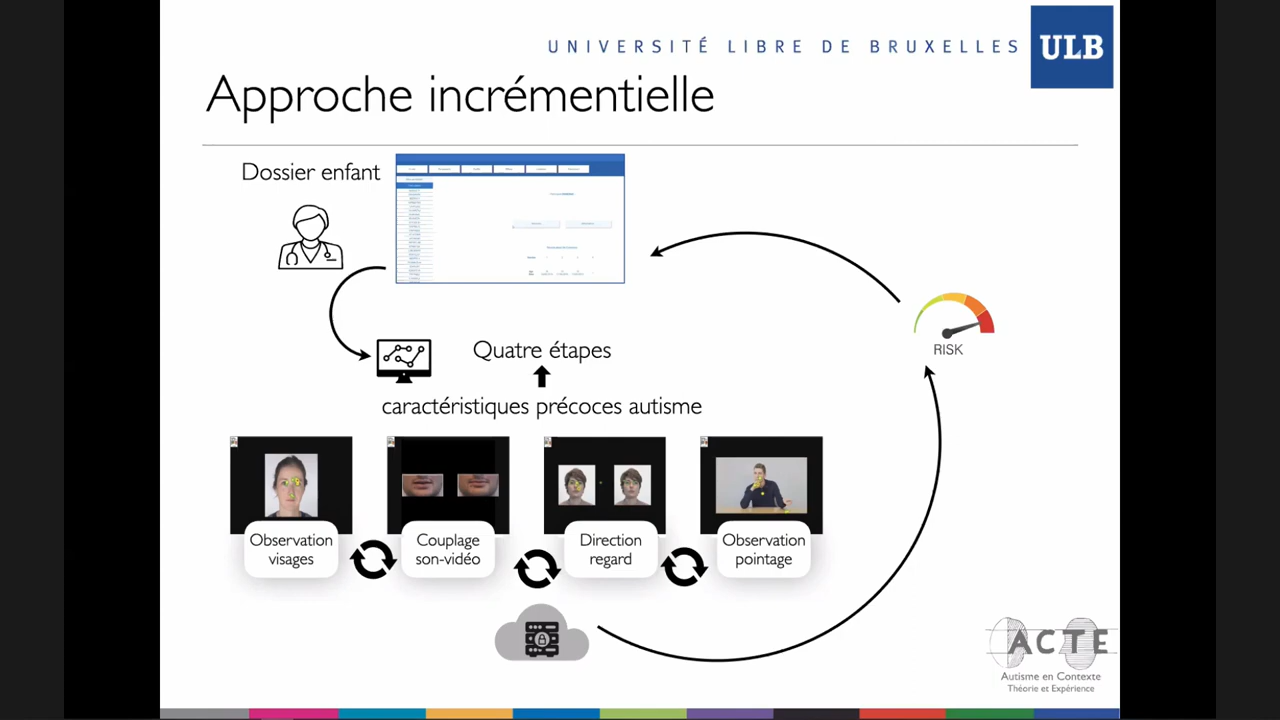 UNIVERSITÉ LIBRE DE BRUXELLES
ULB
Approche incrémentielle
Dossier enfant
RISK
Quatre étapes
caractéristiques précoces autisme
Observation
visages
Couplage
son-vidéo
Direction
regard
Observation
pointage
ACTE
Autisme en Contexte
Théorie et Expérience